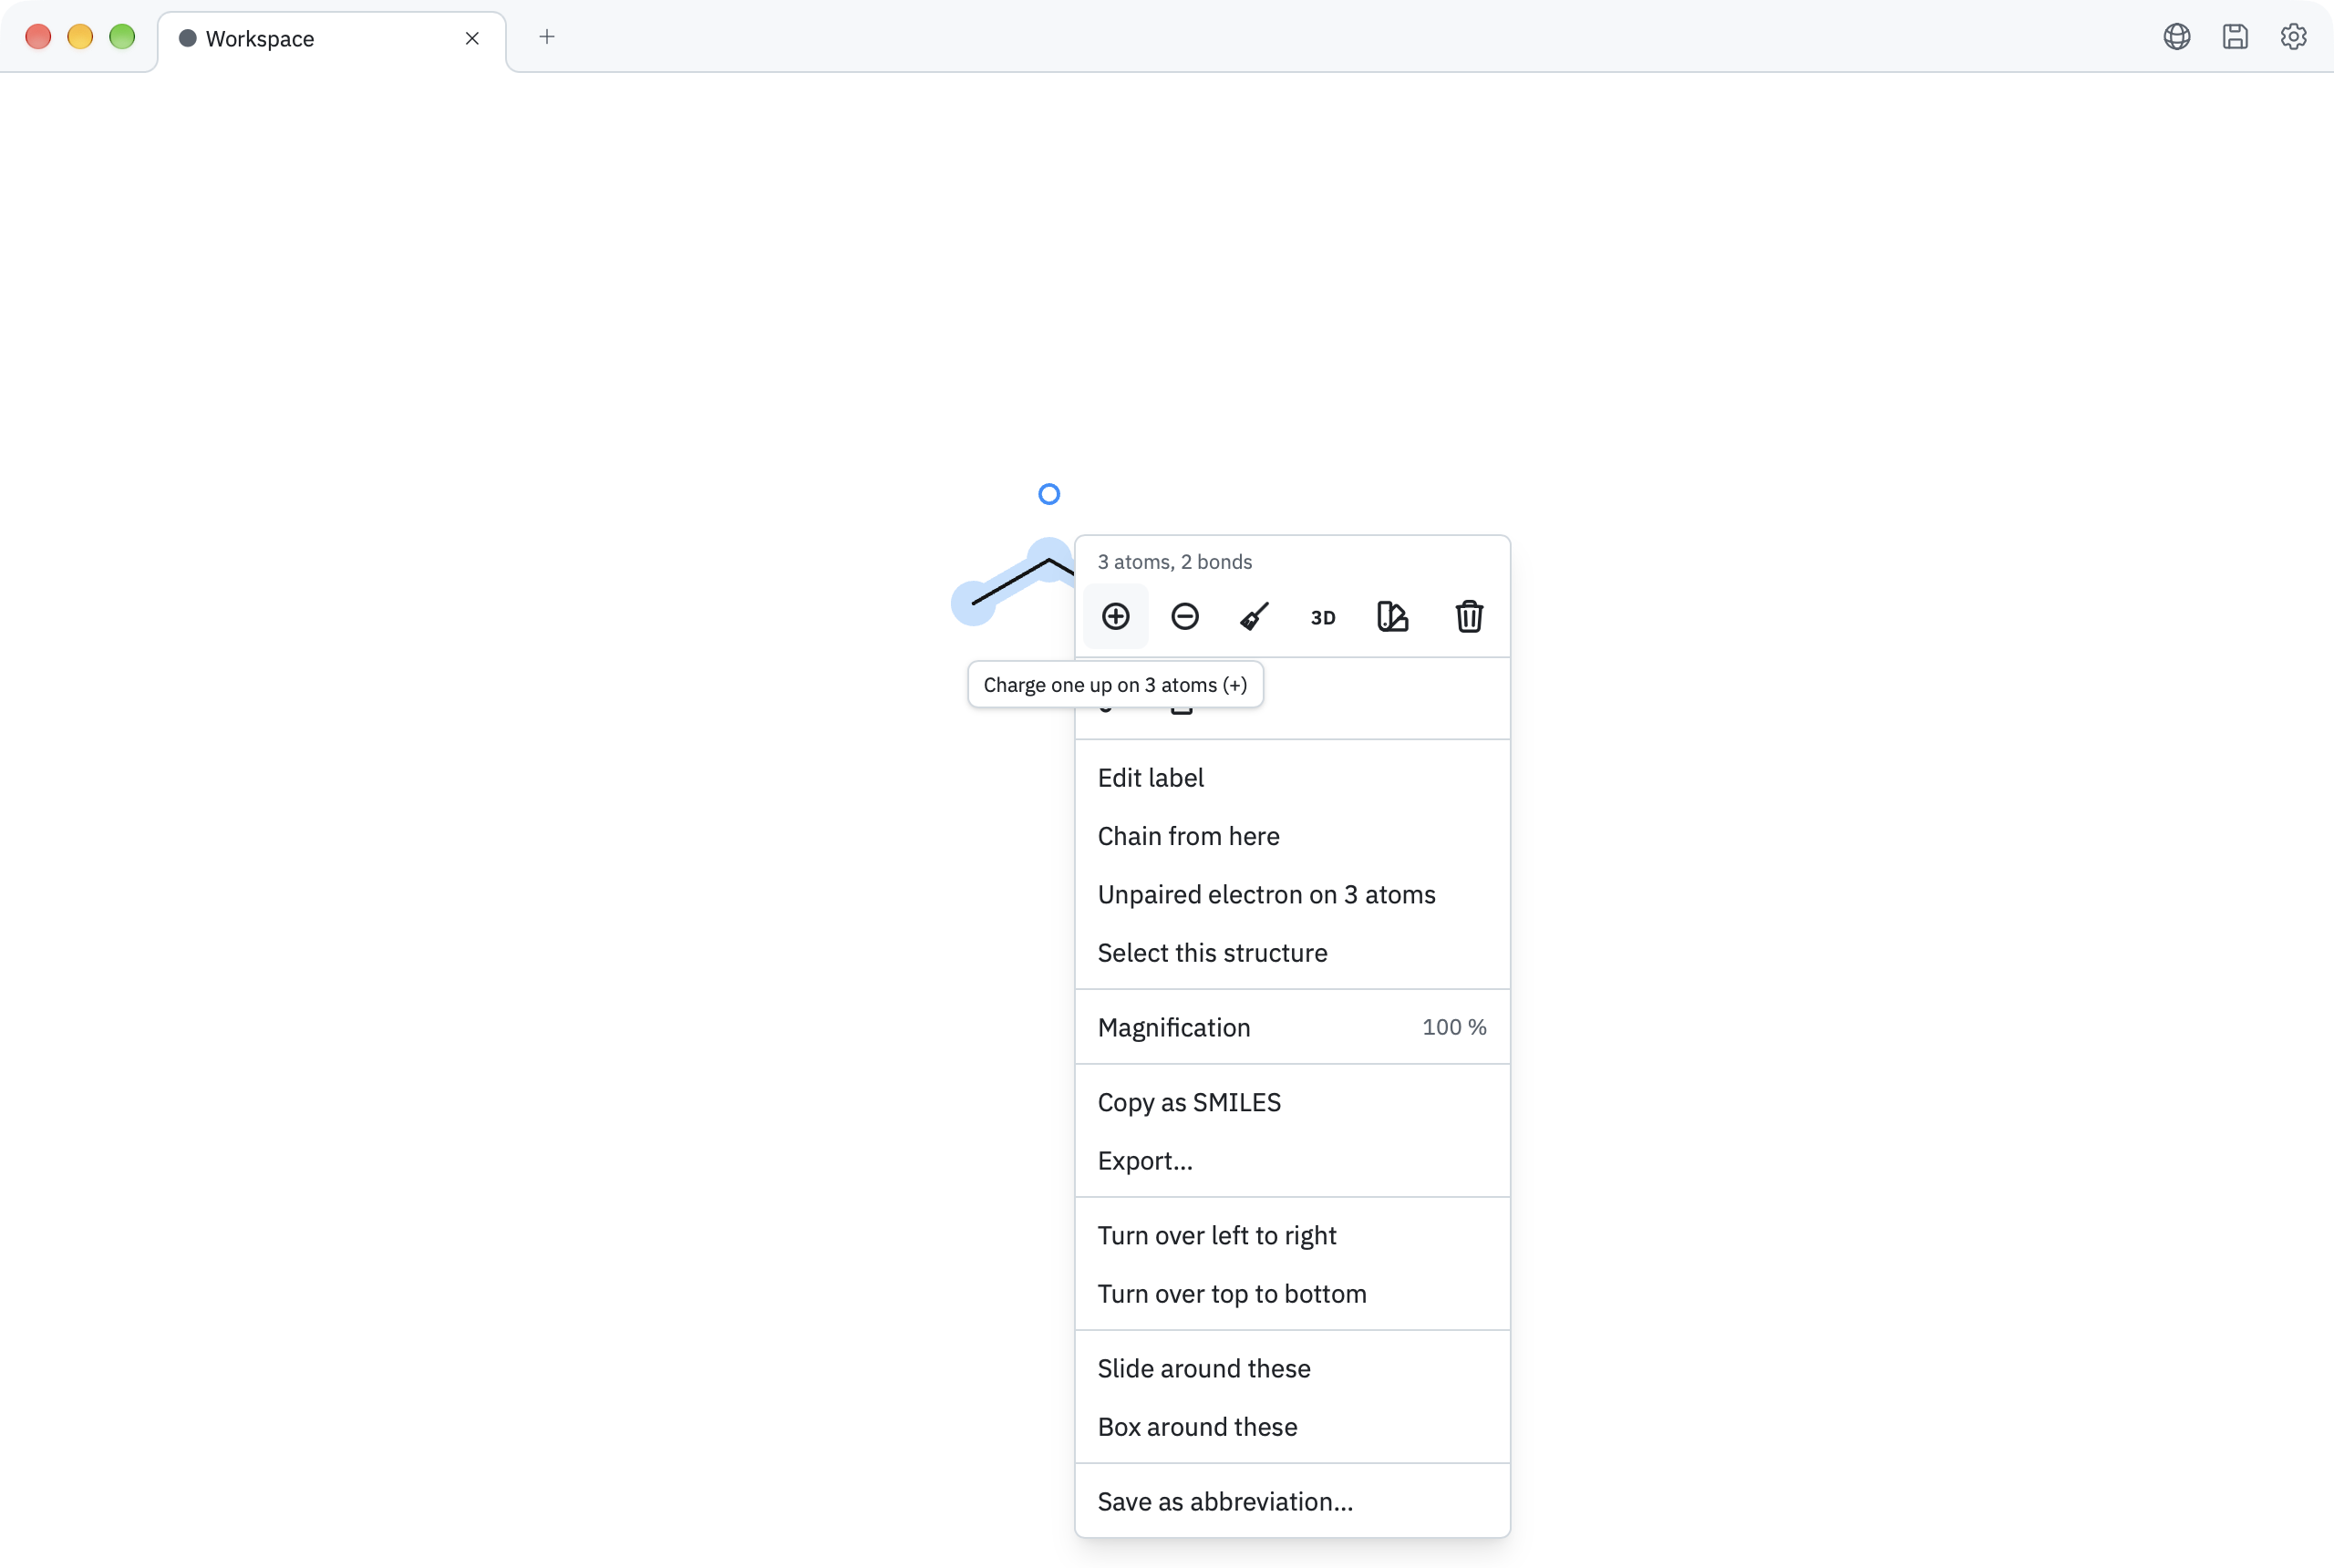 Workspace
3 atoms, 2 bonds
3D
Charge one up on 3 atoms (+)
Edit label
Chain from here
Unpaired electron on 3 atoms
Select this structure
Magnification 100 %
Copy as SMILES
Export...
Turn over left to right
Turn over top to bottom
Slide around these
Box around these
Save as abbreviation...